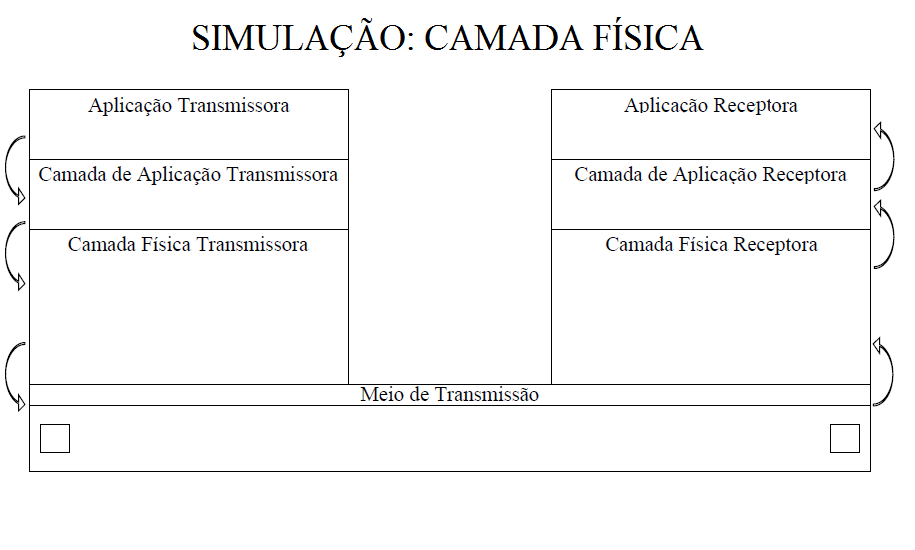 SIMULAÇÃO: CAMADA FÍSICA
Aplicação Transmissora
Camada de Aplicação Transmissora
Camada Física Transmissora
Aplicação Receptora
Camada de Aplicação Receptora
Camada Física Receptora
Meio de Transmissão